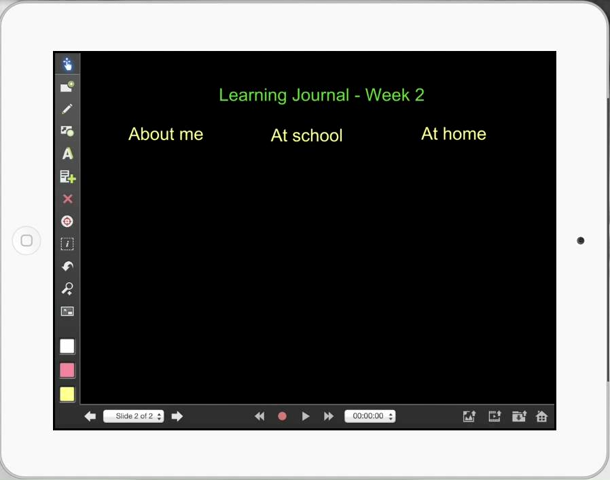 Learning Journal - Week 2
About me At school At home
A
i
Slide 2 of 2
00:00:00